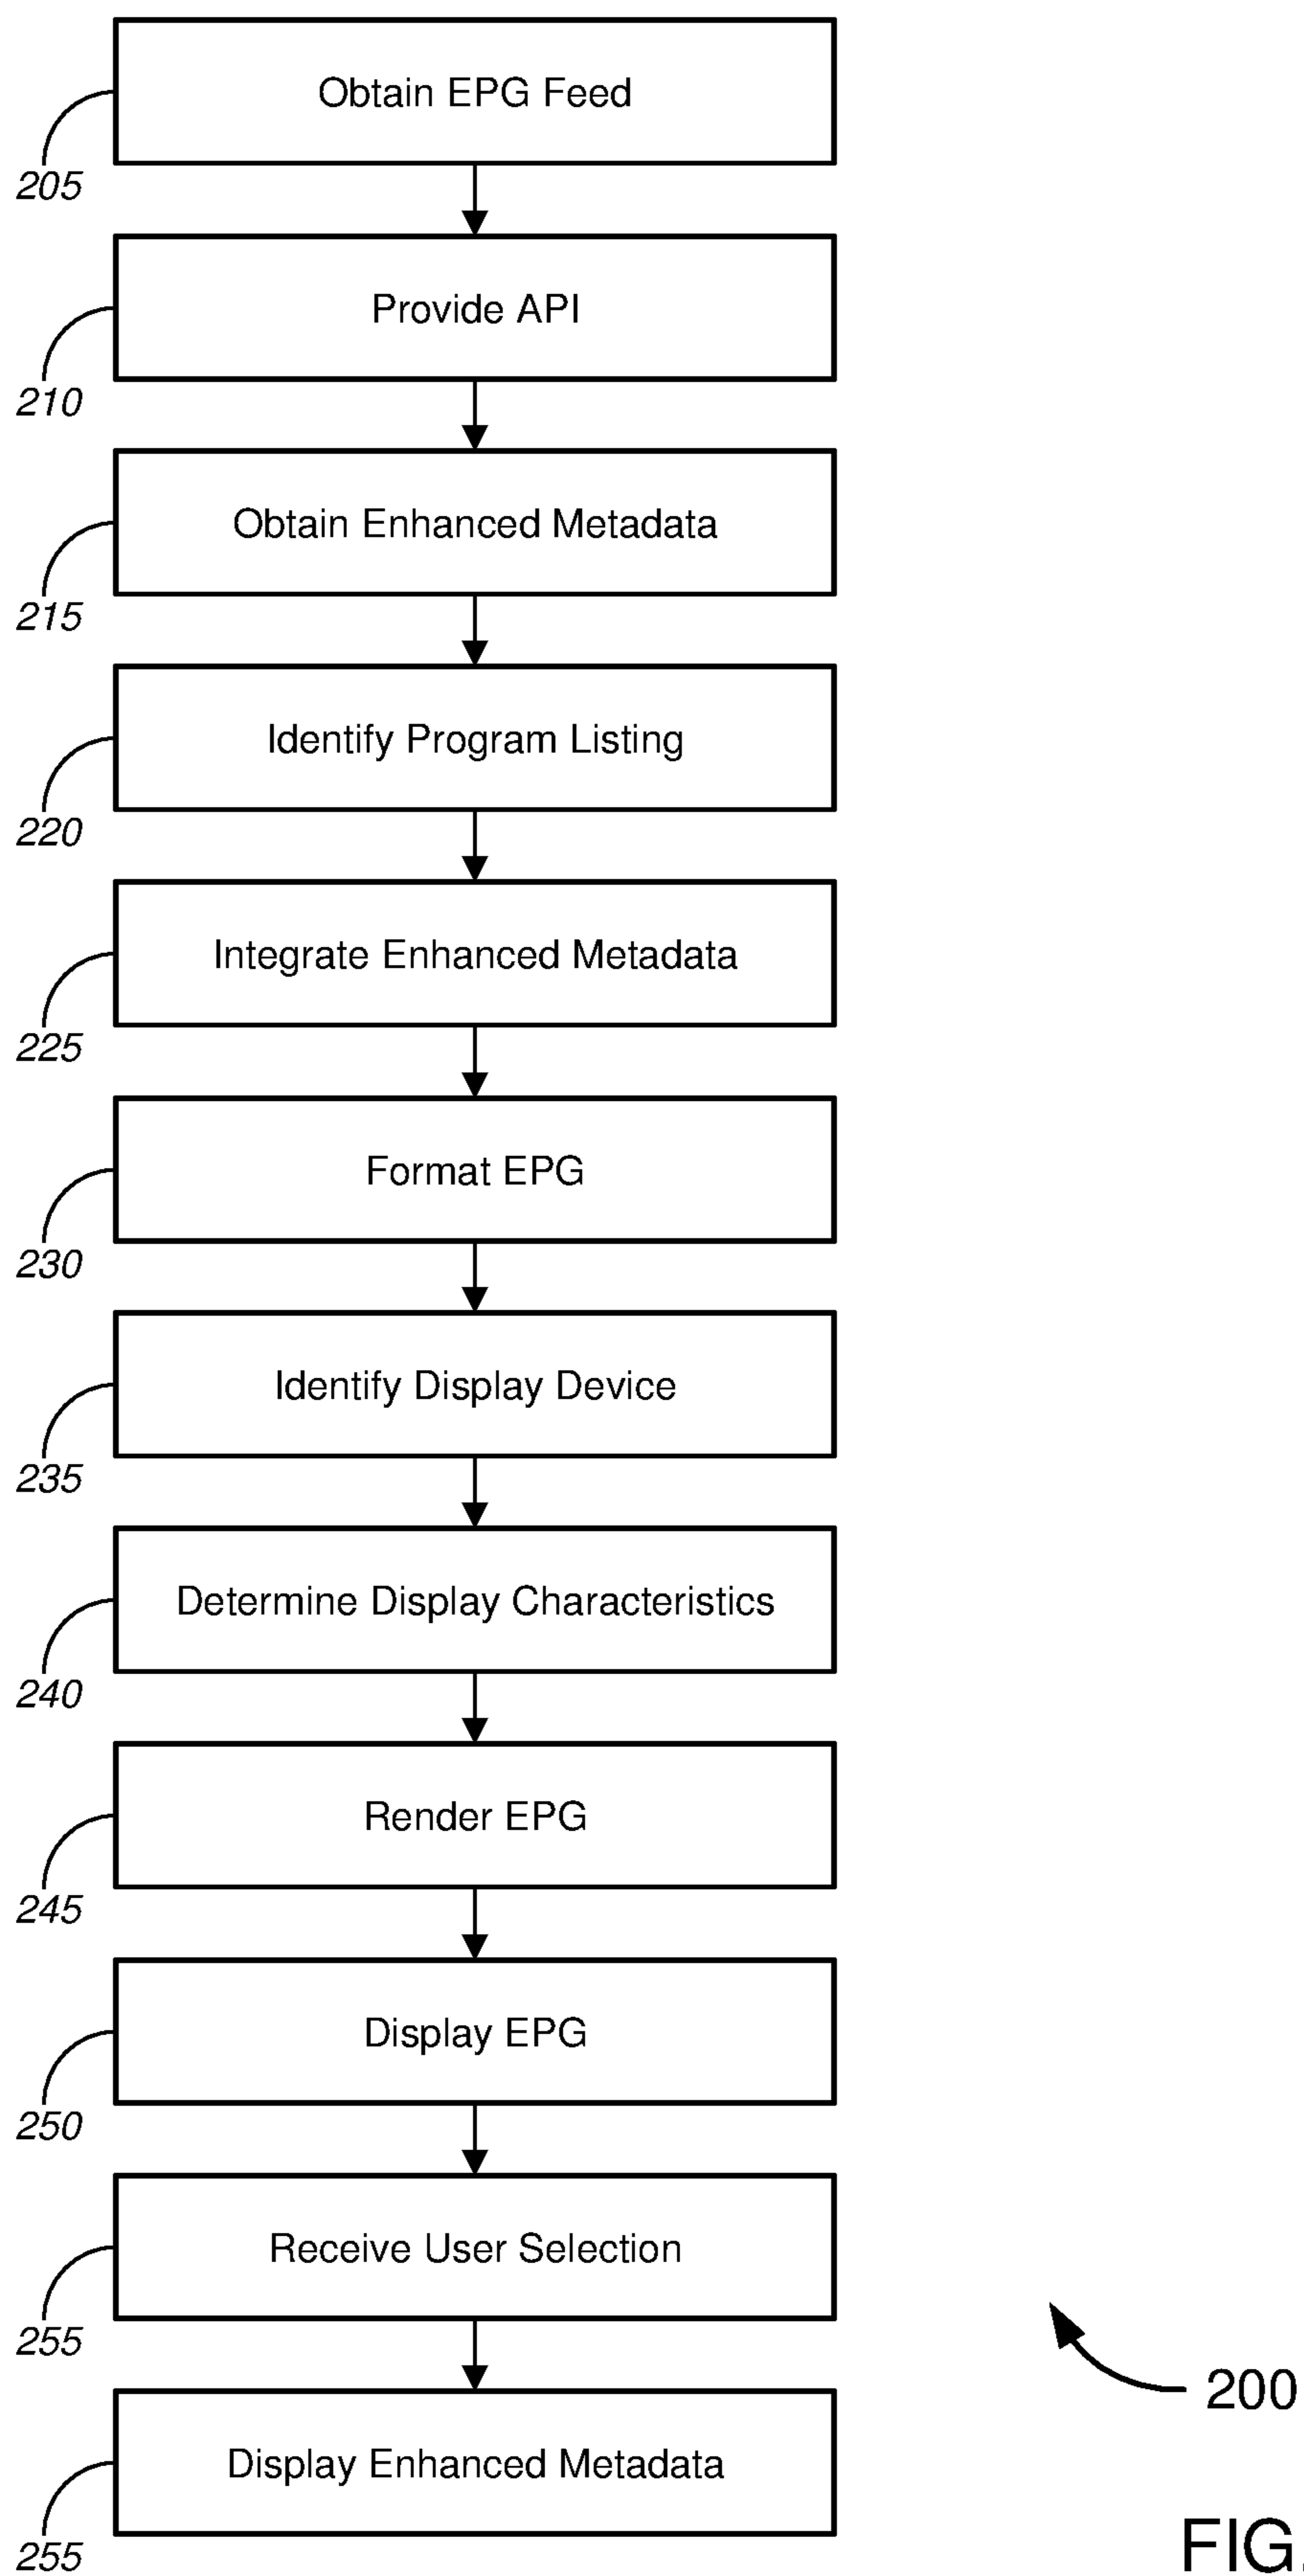 Obtain EPG Feed
205
Provide API
210
Obtain Enhanced Metadata
215
Identify Program Listing
220
Integrate Enhanced Metadata
225
Format EPG
230
Identify Display Device
235
Determine Display Characteristics
240
Render EPG
245
Display EPG
250
Receive User Selection
255
200
Display Enhanced Metadata
255
FIG.